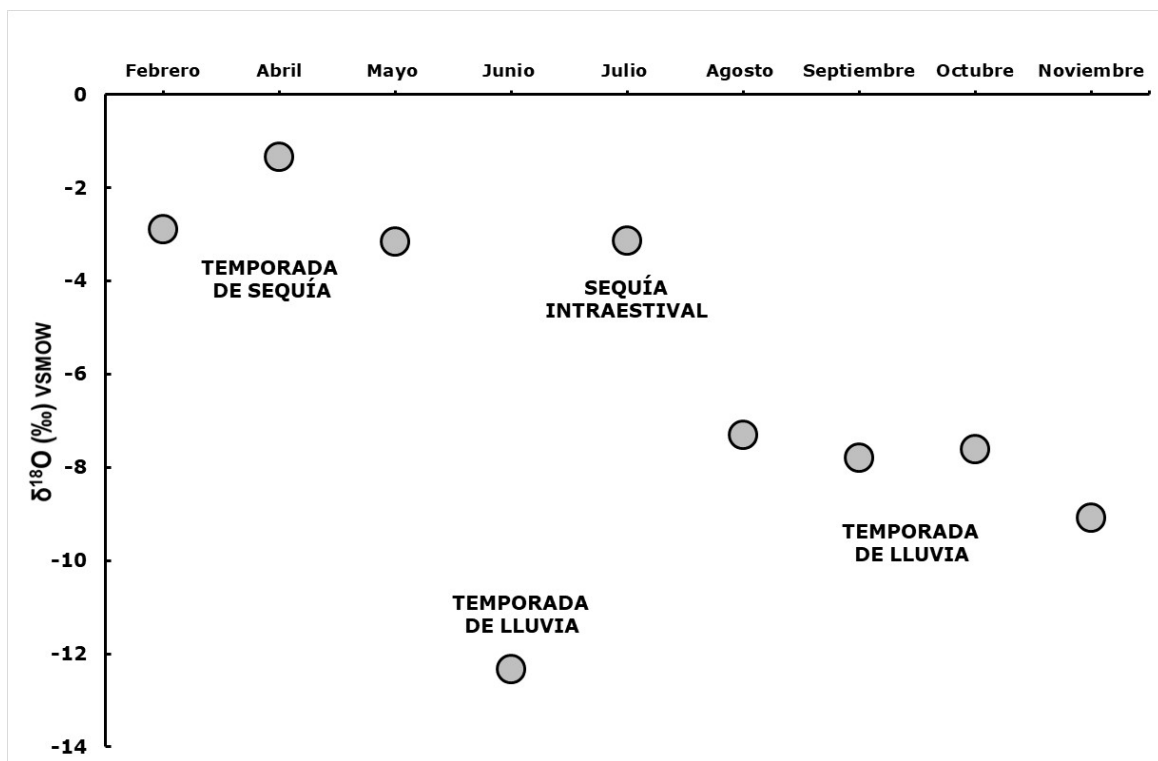 Febrero Abril Mayo Junio Julio Agosto Septiembre Octubre Noviembre
0
-2
-4
-6
-8
-10
-12
-14
δ¹⁸O (‰) VSMOW
TEMPORADA
DE SEQUÍA
SEQUÍA
INTRAESTIVAL
TEMPORADA
DE LLUVIA
TEMPORADA
DE LLUVIA